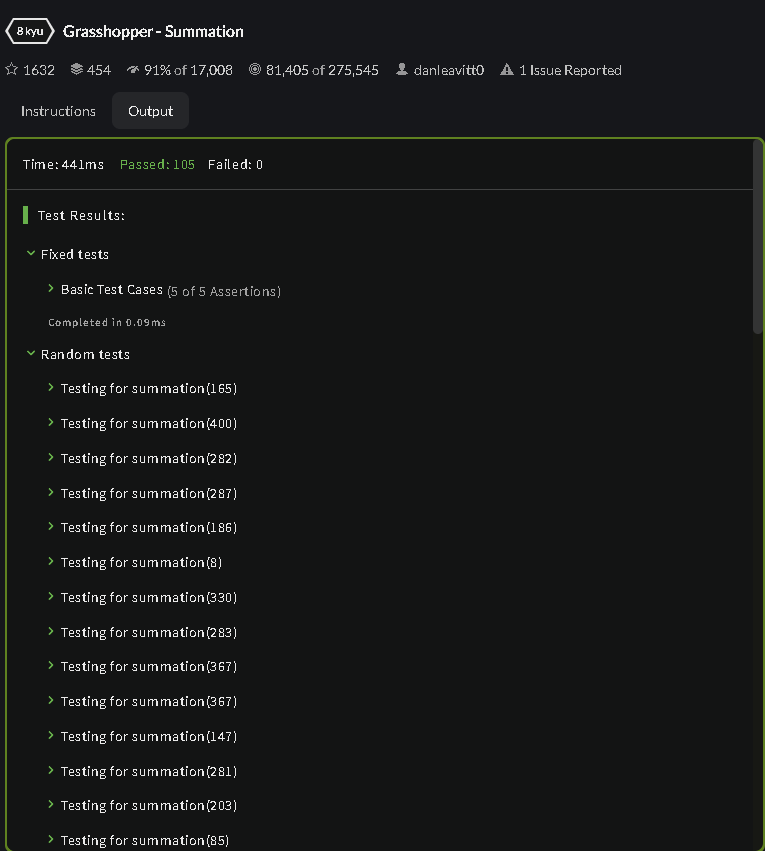 8 kyu Grasshopper - Summation
1632 454 91% of 17,008 81,405 of 275,545 danleavitt0 1 Issue Reported
Instructions Output
Time: 441ms Passed: 105 Failed: 0
Test Results:
Fixed tests
Basic Test Cases (5 of 5 Assertions)
Completed in 0.09ms
Random tests
Testing for summation(165)
Testing for summation(400)
Testing for summation(282)
Testing for summation(287)
Testing for summation(186)
Testing for summation(8)
Testing for summation(330)
Testing for summation(283)
Testing for summation(367)
Testing for summation(367)
Testing for summation(147)
Testing for summation(281)
Testing for summation(203)
Testing for summation(85)